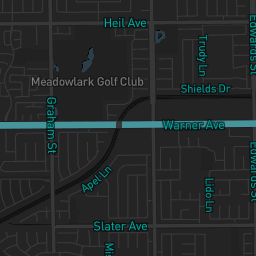 Heil Ave
Edwards St
Trudy Ln
Meadowlark Golf Club
Shields Dr
Graham St
Warner Ave
Apel Ln
Edwards St
Lido Ln
Slater Ave